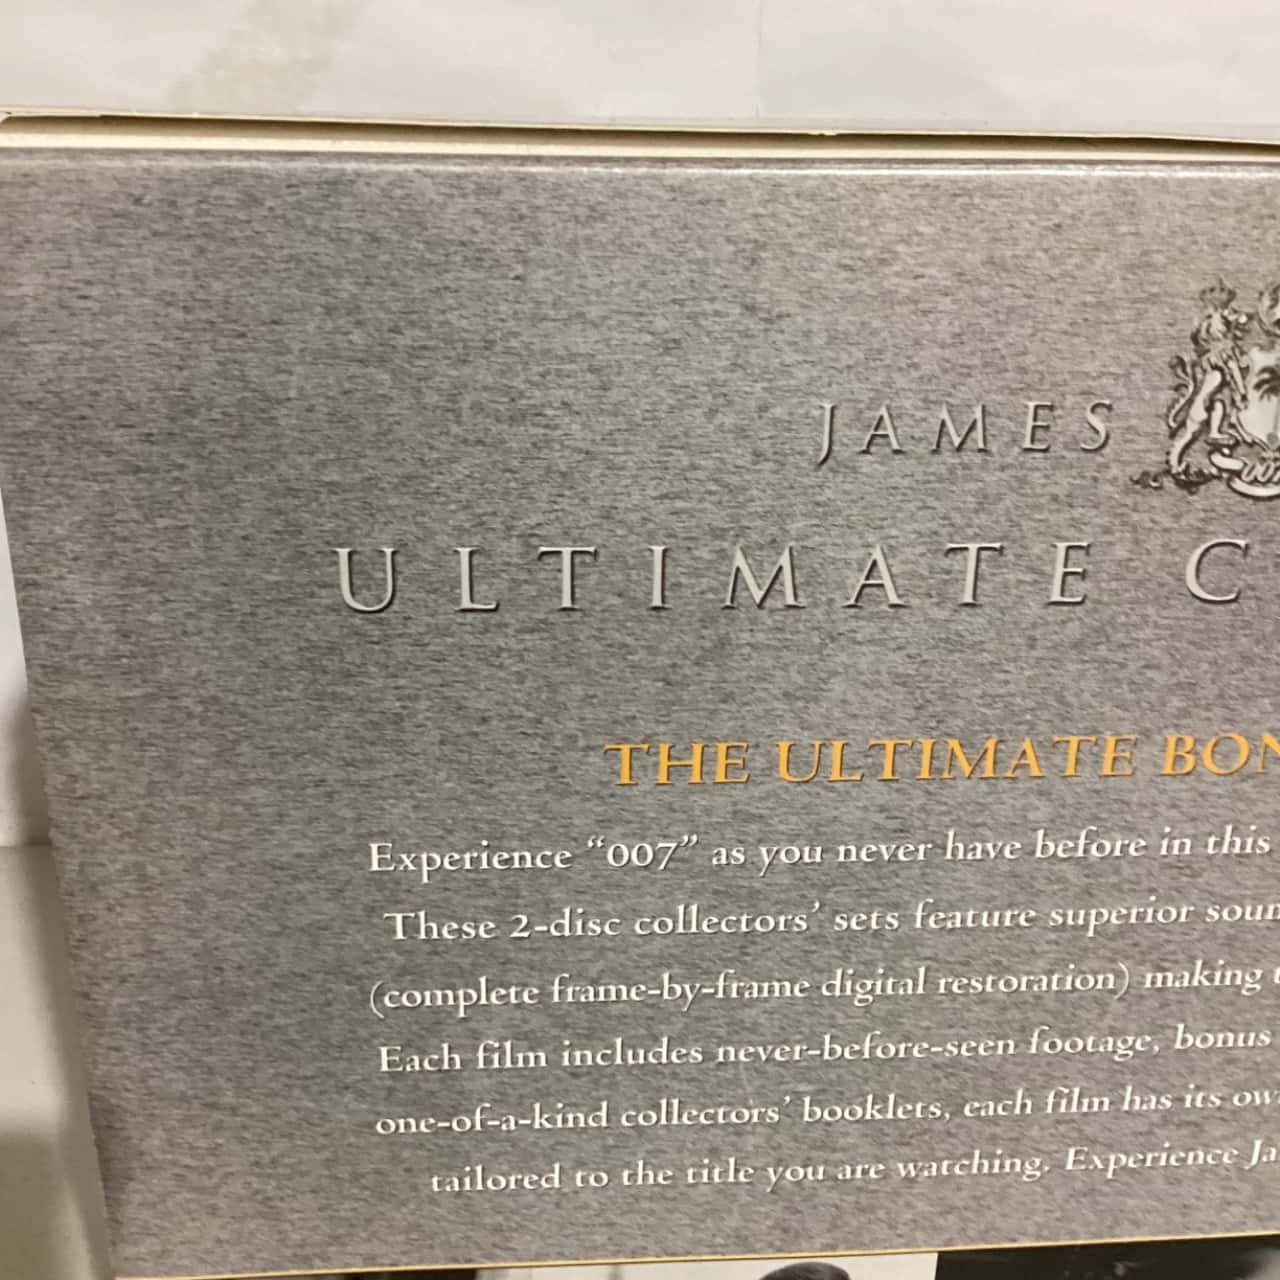 JAMES
ULTIMATE C
THE ULTIMATE BON
Experience “007” as you never have before in this
These 2-disc collectors’ sets feature superior soun
(complete frame-by-frame digital restoration) making t
Each film includes never-before-seen footage, bonus
one-of-a-kind collectors’ booklets, each film has its ow
tailored to the title you are watching. Experience Ja